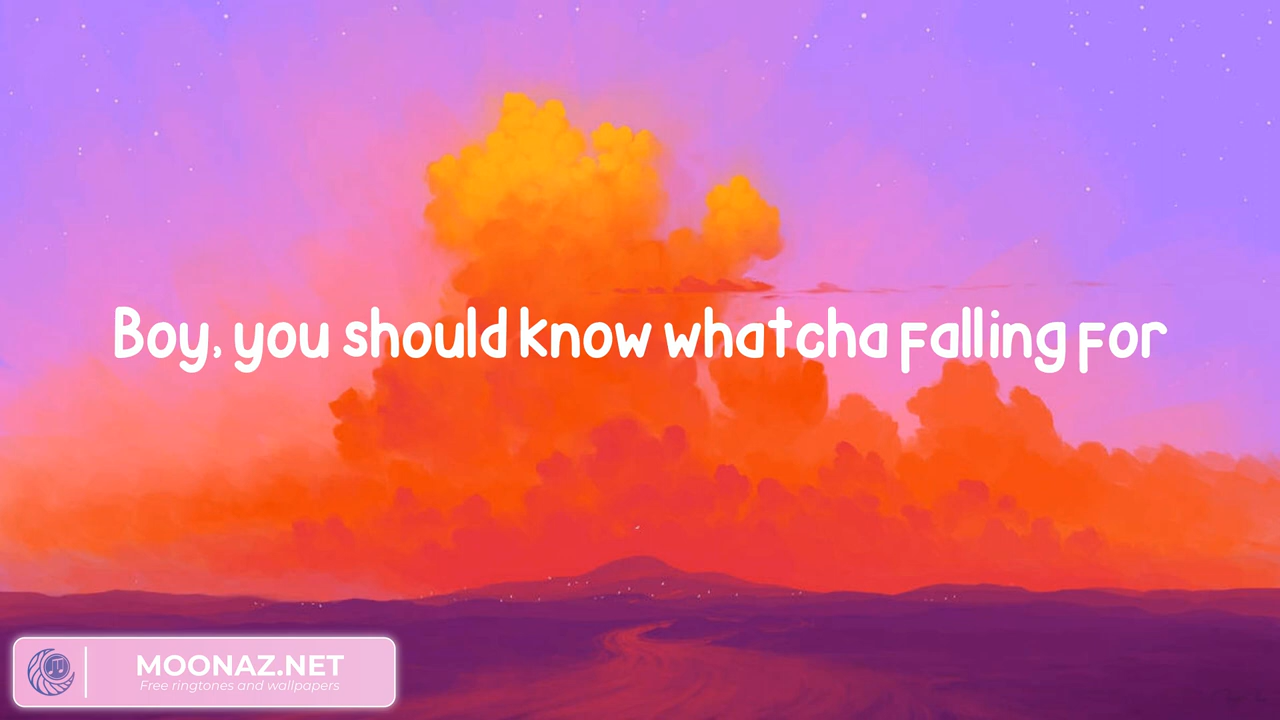 Boy, you should know whatcha falling for
MOONAZ.NET
Free ringtones and wallpapers